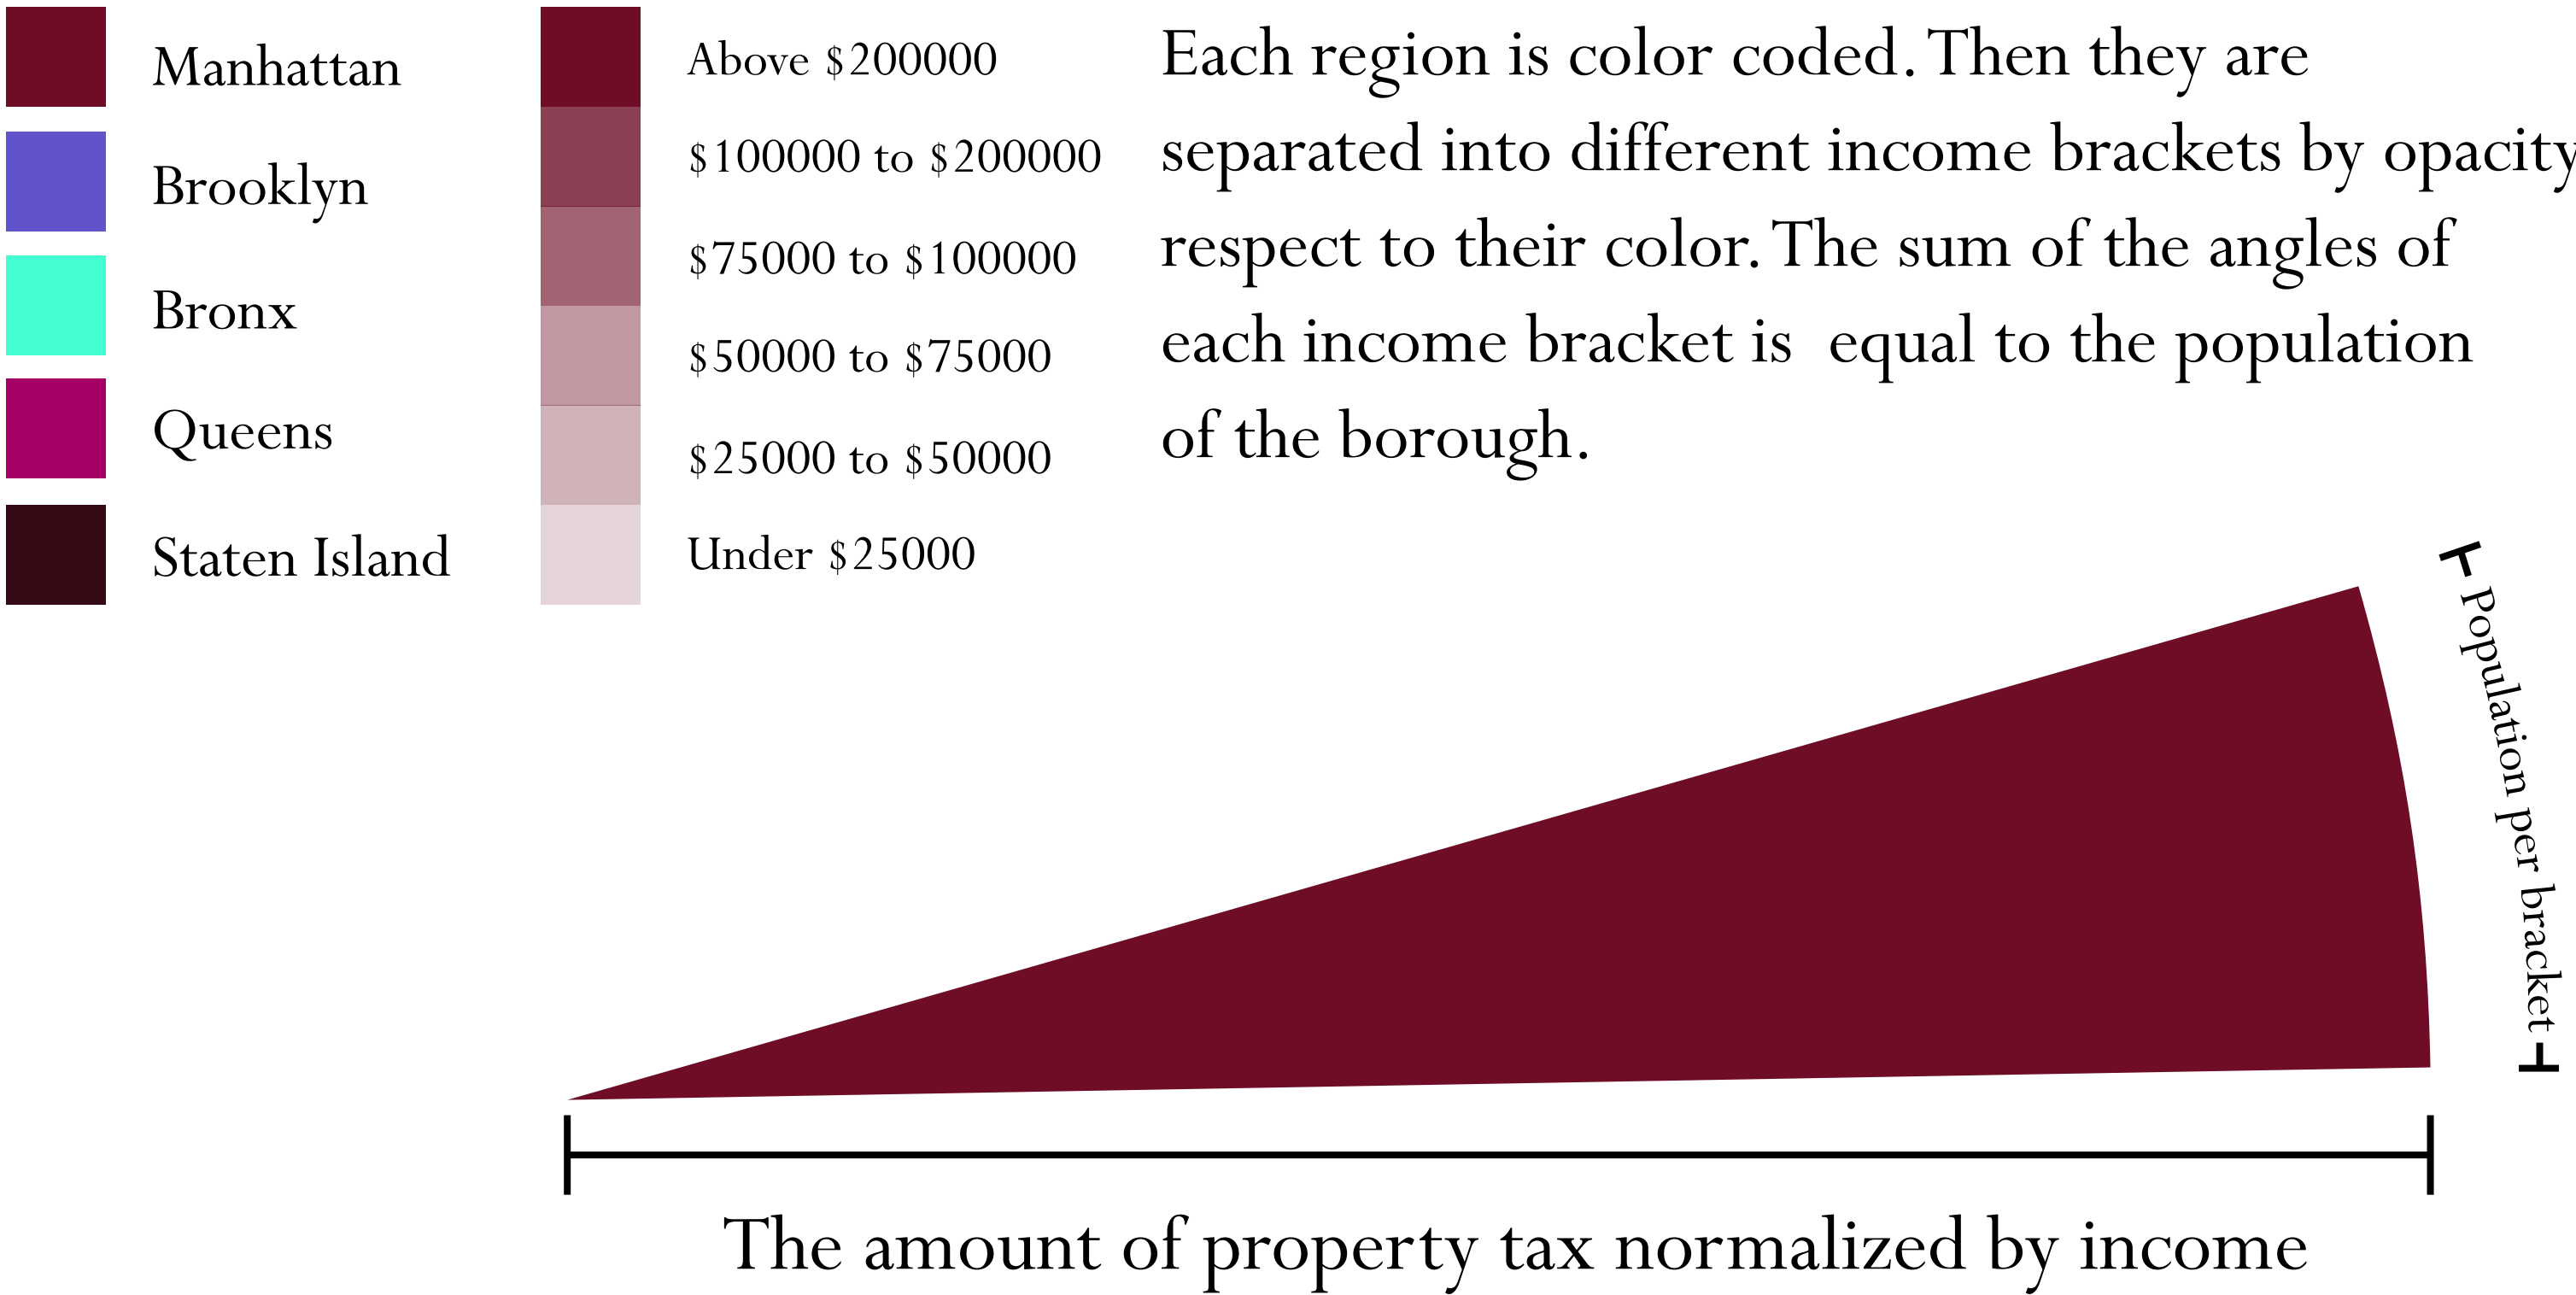 Manhattan
Brooklyn
Bronx
Queens
Staten Island
Above $200000
$100000 to $200000
$75000 to $100000
$50000 to $75000
$25000 to $50000
Under $25000
Each region is color coded. Then they are
separated into different income brackets by opacity
respect to their color. The sum of the angles of
each income bracket is equal to the population
of the borough.
Population per bracket
The amount of property tax normalized by income